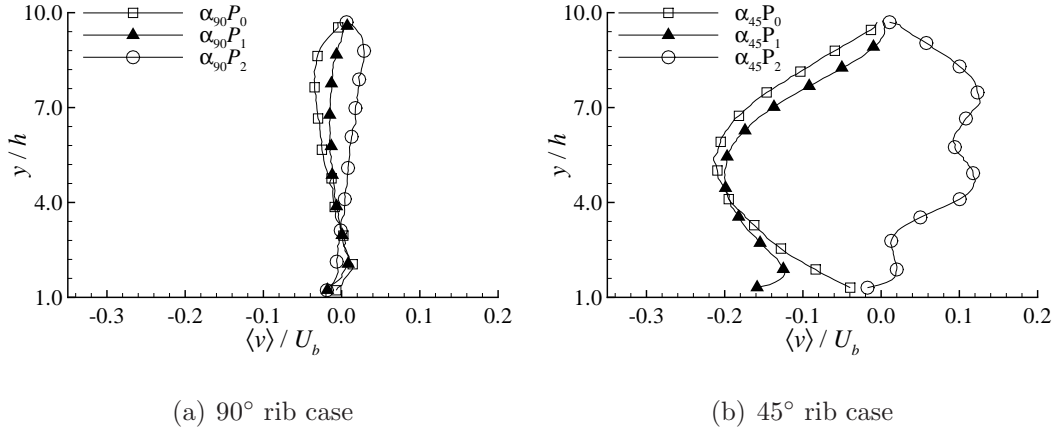 10.0
7.0
4.0
1.0
y / h
α90P0
α90P1
α90P2
-0.3 -0.2 -0.1 0.0 0.1 0.2
⟨v⟩ / Ub
(a) 90° rib case
10.0
7.0
4.0
1.0
y / h
α45P0
α45P1
α45P2
-0.3 -0.2 -0.1 0.0 0.1 0.2
⟨v⟩ / Ub
(b) 45° rib case